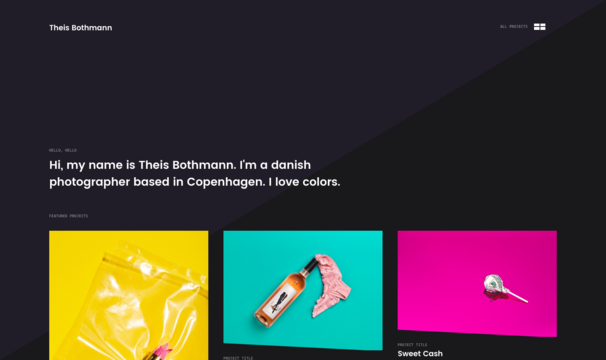 Theis Bothmann
ALL PROJECTS
HELLO, HELLO
Hi, my name is Theis Bothmann. I'm a danish
photographer based in Copenhagen. I love colors.
FEATURED PROJECTS
PROJECT TITLE
PROJECT TITLE
Sweet Cash